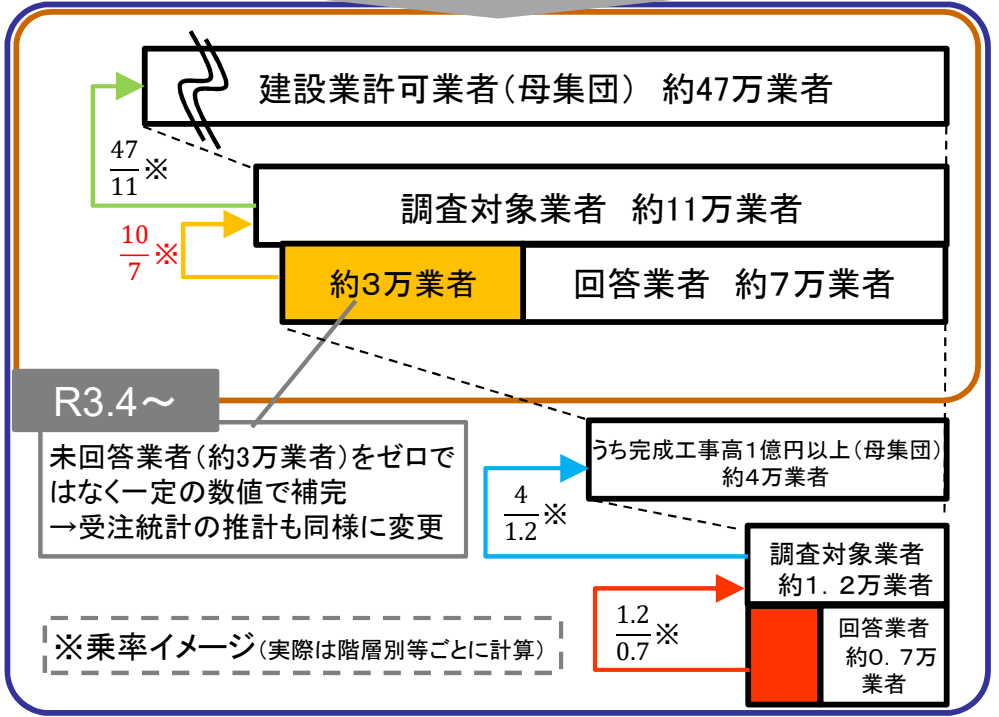 建設業許可業者(母集団) 約47万業者
47
11 ※
調査対象業者 約11万業者
10
7 ※
約3万業者
回答業者 約7万業者
R3.4～
未回答業者(約3万業者)をゼロで
はなく一定の数値で補完
→受注統計の推計も同様に変更
うち完成工事高1億円以上(母集団)
約4万業者
4
1.2 ※
調査対象業者
約1．2万業者
1.2
0.7 ※
回答業者
約0．7万
業者
※乗率イメージ(実際は階層別等ごとに計算)